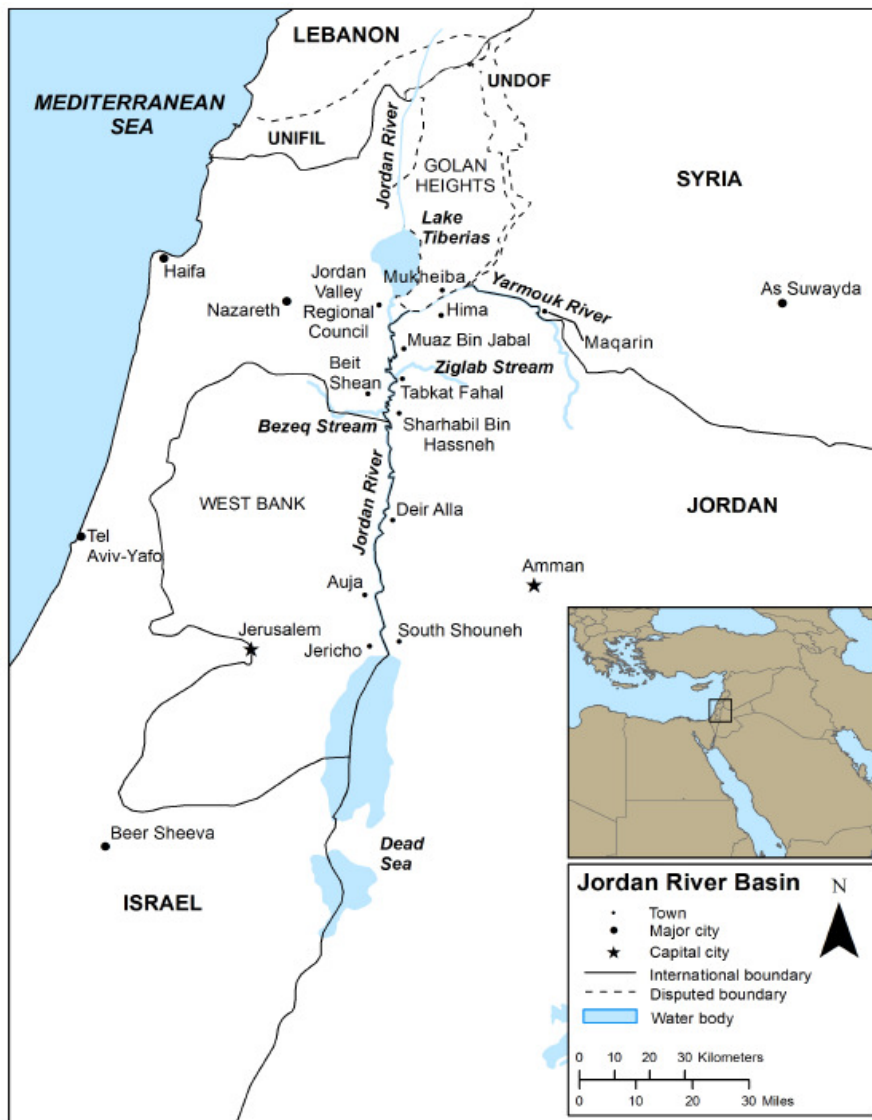 LEBANON
UNDOF
MEDITERRANEAN
SEA
UNIFIL
Jordan River
GOLAN
HEIGHTS
SYRIA
Lake
Tiberias
Haifa
Jordan
Valley
Regional
Council
Mukheiba
Yarmouk River
As Suwayda
Nazareth
Hima
Maqarin
Muaz Bin Jabal
Beit
Shean
Ziglab Stream
Tabkat Fahal
Bezeq Stream
Sharhabil Bin
Hassneh
WEST BANK
Jordan River
JORDAN
Deir Alla
Tel
Aviv-Yafo
Amman
Auja
Jerusalem
Jericho
South Shouneh
Beer Sheeva
Dead
Sea
ISRAEL
Jordan River Basin
N
Town
Major city
Capital city
International boundary
Disputed boundary
Water body
0 10 20 30 Kilometers
0 10 20 30 Miles